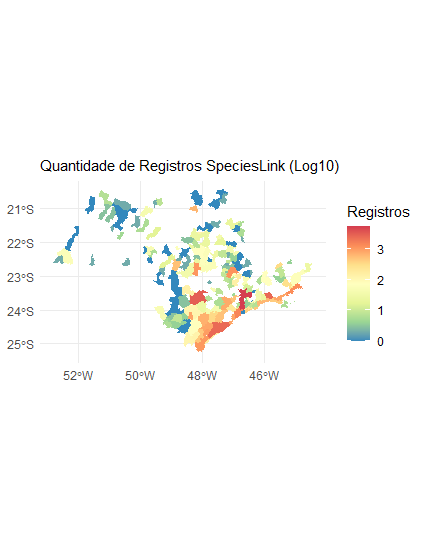 Quantidade de Registros SpeciesLink (Log10)
Registros
3
2
1
0
21°S
22°S
23°S
24°S
25°S
52°W 50°W 48°W 46°W